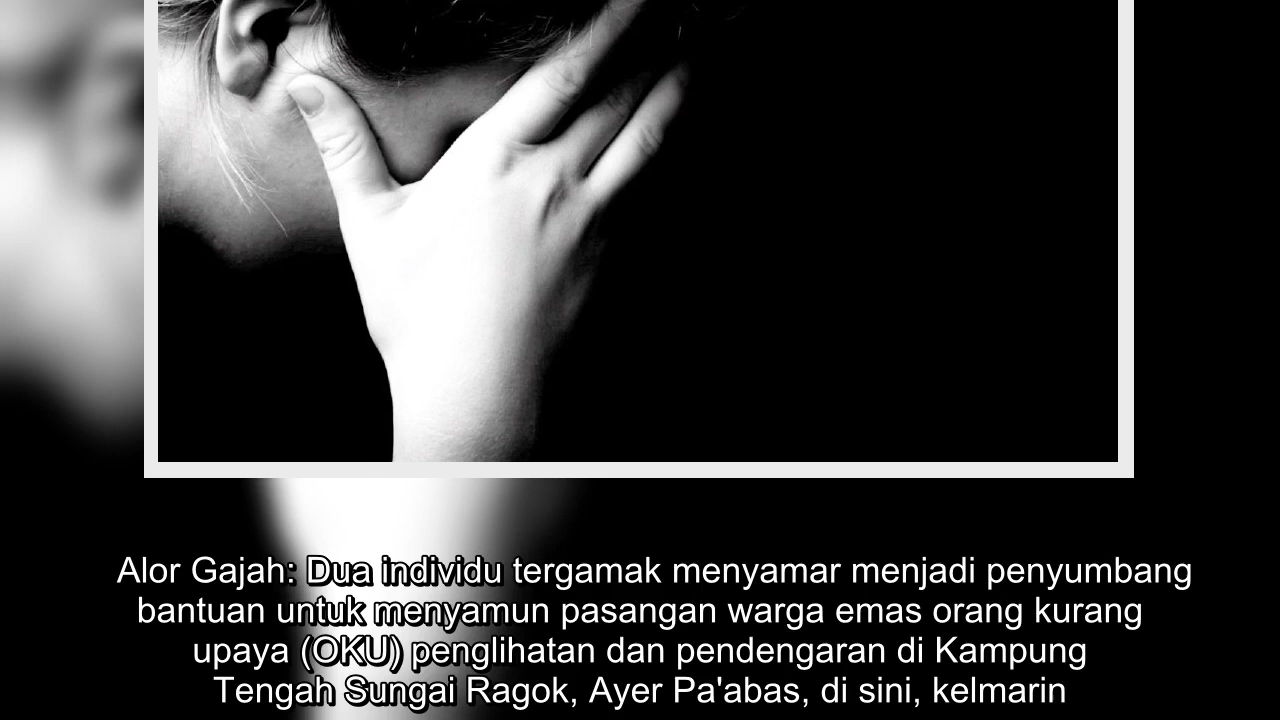 Alor Gajah: Dua individu tergamak menyamar menjadi penyumbang
bantuan untuk menyamun pasangan warga emas orang kurang
upaya (OKU) penglihatan dan pendengaran di Kampung
Tengah Sungai Ragok, Ayer Pa'abas, di sini, kelmarin